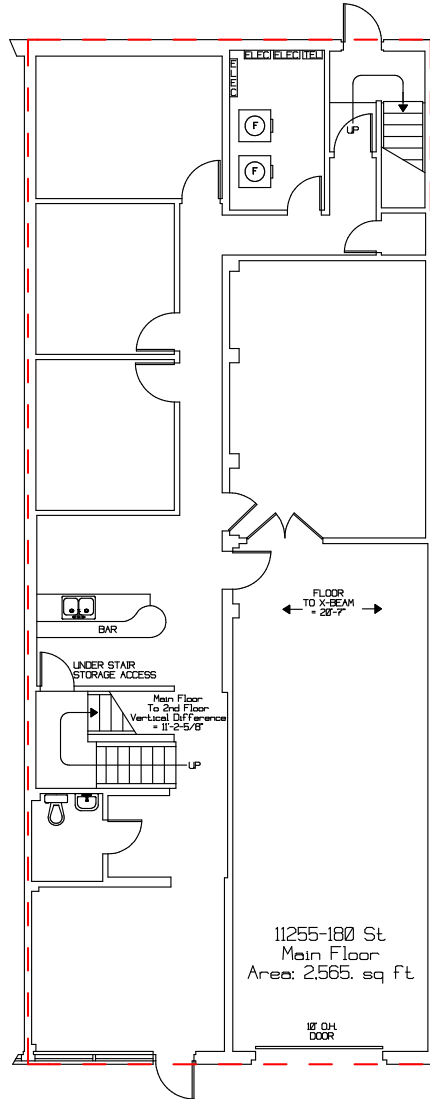 ELEC ELEC TEL
ELEC
F
UP
F
FLOOR
TO X-BEAM
= 20'-7"
BAR
UNDER STAIR
STORAGE ACCESS
Main Floor
To 2nd Floor
Vertical Difference
= 11'-2-5/8"
UP
11255-180 St
Main Floor
Area: 2,565. sq ft
10' O.H.
DOOR